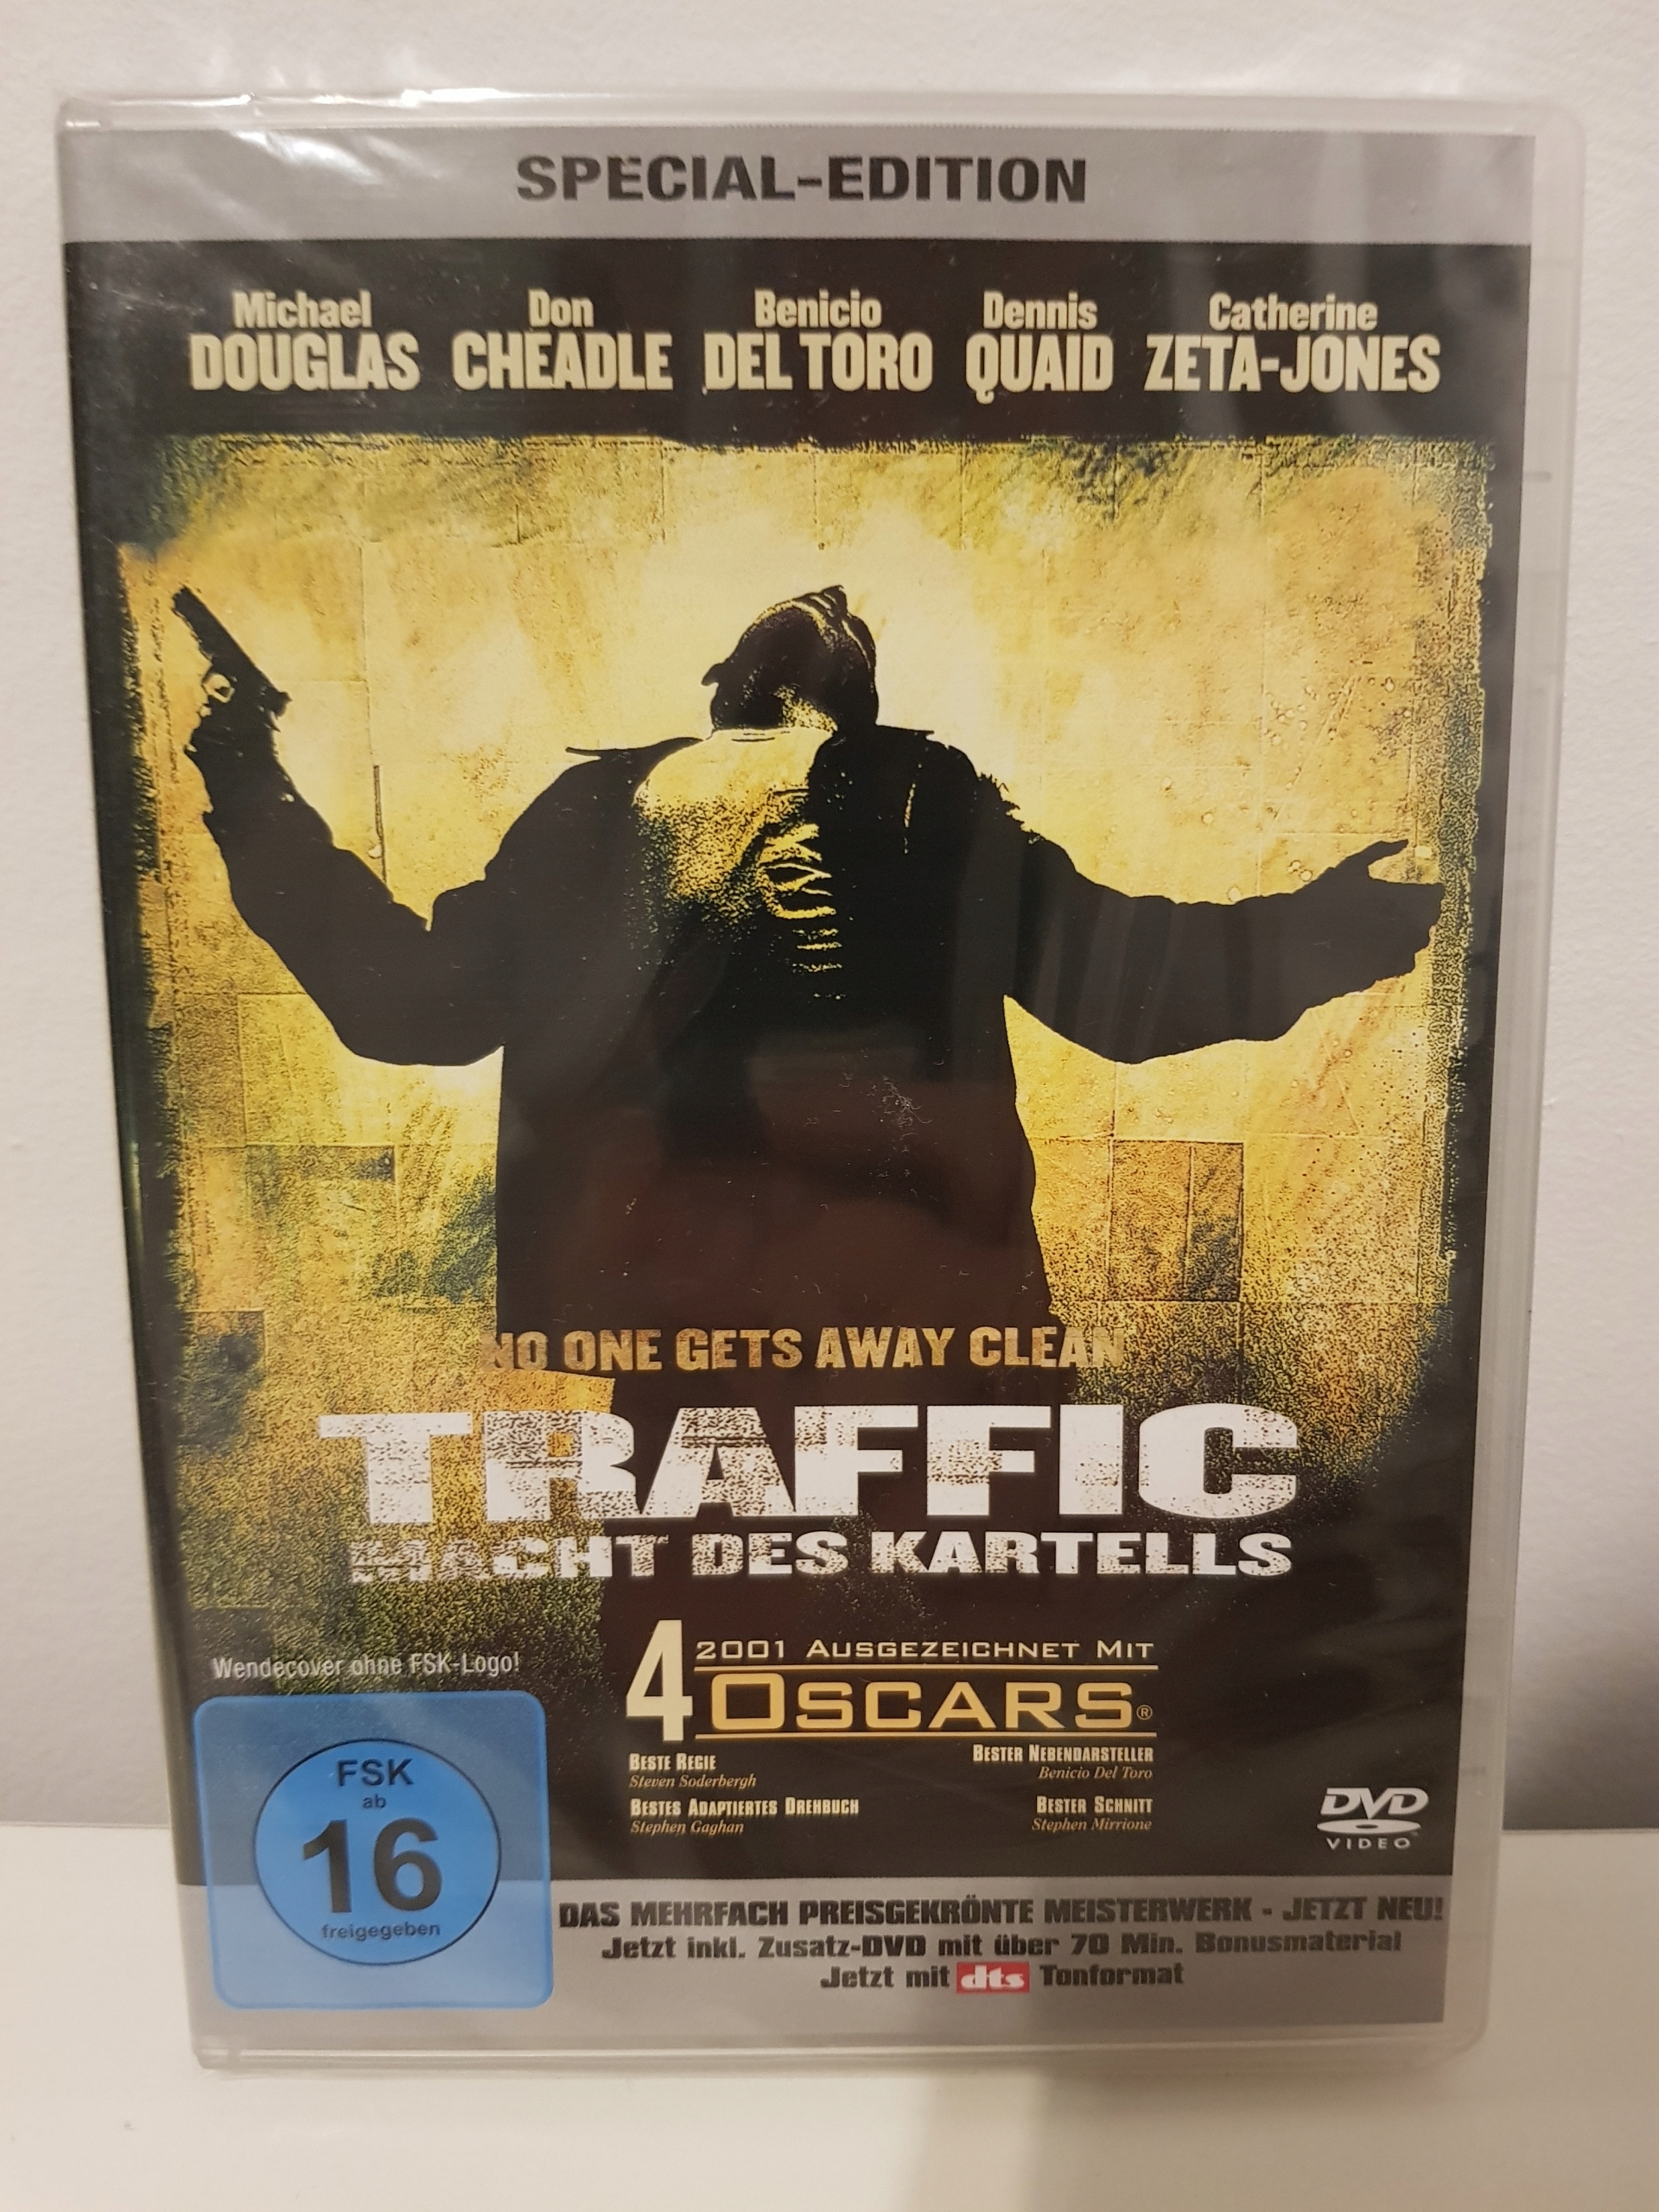 SPECIAL-EDITION
Michael DOUGLAS
Don CHEADLE
Benicio DEL TORO
Dennis QUAID
Catherine ZETA-JONES
NO ONE GETS AWAY CLEAN
TRAFFIC
MACHT DES KARTELLS
Wendecover ohne FSK-Logo!
4 2001 AUSGEZEICHNET MIT
OSCARS®
BESTE REGIE
Steven Soderbergh
BESTER NEBENDARSTELLER
Benicio Del Toro
BESTES ADAPTIERTES DREHBUCH
Stephen Gaghan
BESTER SCHNITT
Stephen Mirrione
FSK
ab
16
freigegeben
DVD
VIDEO
DAS MEHRFACH PREISGEKRÖNTE MEISTERWERK - JETZT NEU!
Jetzt inkl. Zusatz-DVD mit über 70 Min. Bonusmaterial
Jetzt mit dts Tonformat